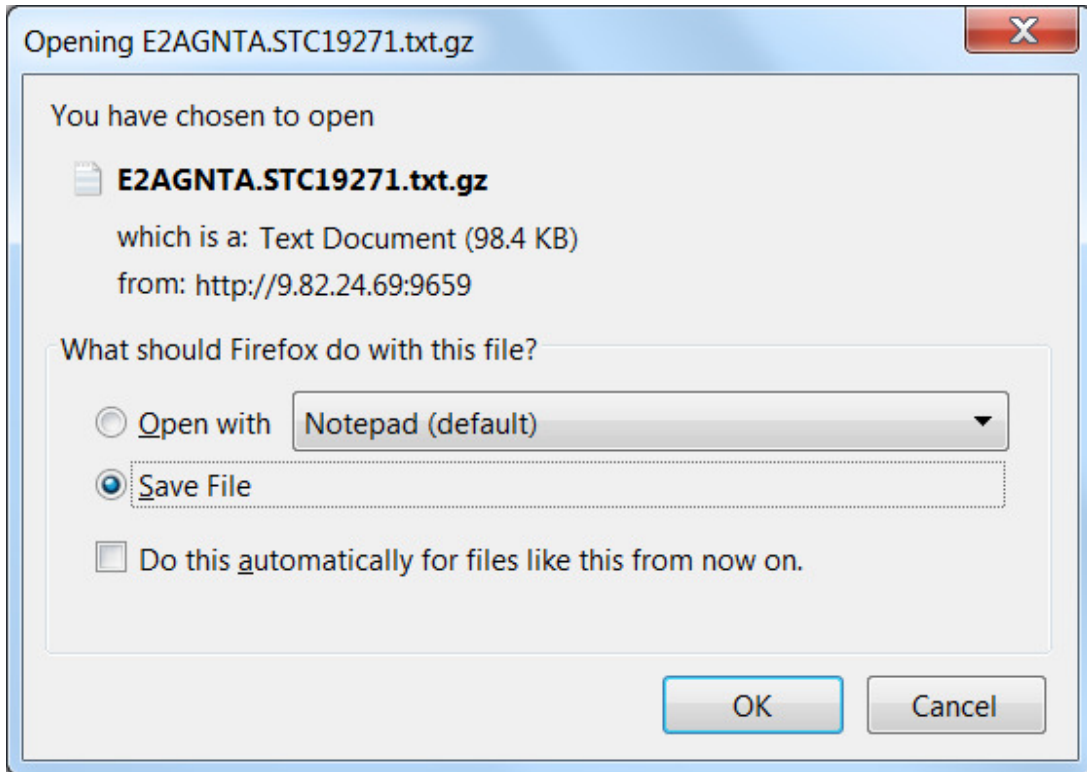 Opening E2AGNTA.STC19271.txt.gz
You have chosen to open
E2AGNTA.STC19271.txt.gz
which is a: Text Document (98.4 KB)
from: http://9.82.24.69:9659
What should Firefox do with this file?
Open with Notepad (default)
Save File
Do this automatically for files like this from now on.
OK Cancel